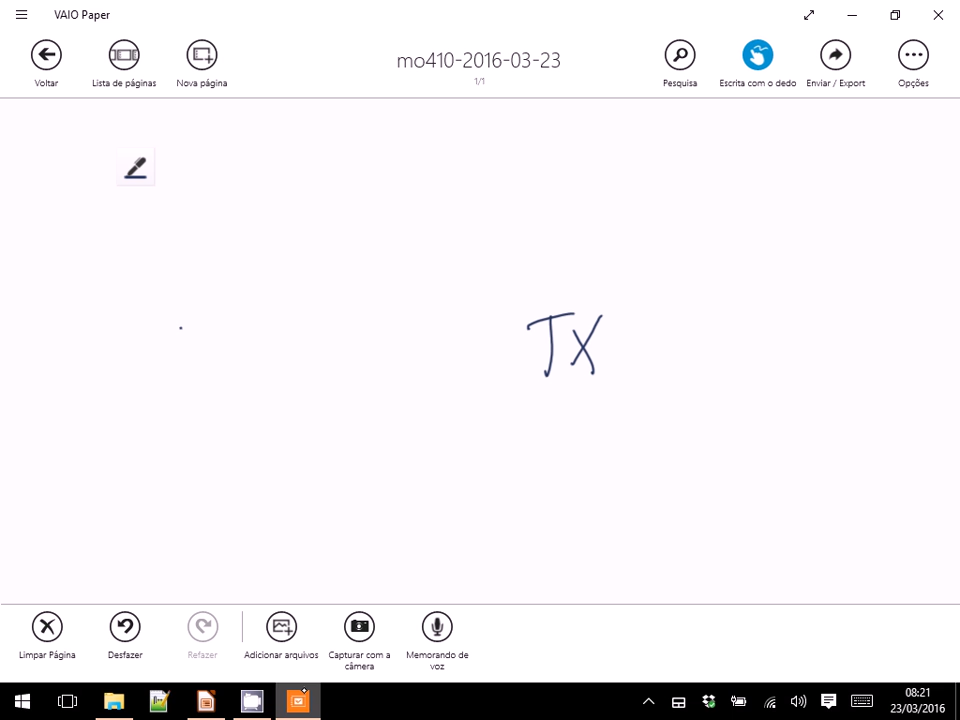 VAIO Paper
Voltar
Lista de páginas
Nova página
mo410-2016-03-23
1/1
Pesquisa
Escrita com o dedo
Enviar / Export
Opções
TX
Limpar Página
Desfazer
Refazer
Adicionar arquivos
Capturar com a
câmera
Memorando de
voz
08:21
23/03/2016